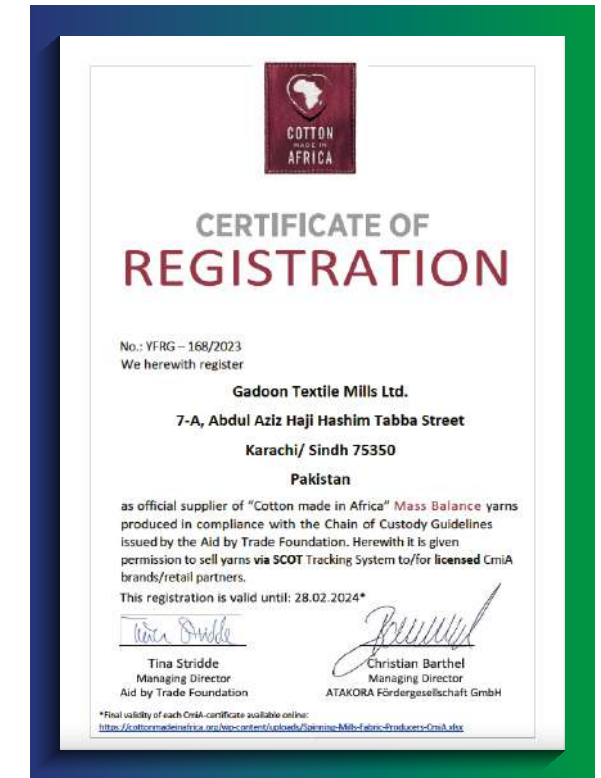 COTTON
MADE IN
AFRICA
CERTIFICATE OF
REGISTRATION
No.: YFRG – 168/2023
We herewith register
Gadoon Textile Mills Ltd.
7-A, Abdul Aziz Haji Hashim Tabba Street
Karachi/ Sindh 75350
Pakistan
as official supplier of "Cotton made in Africa" Mass Balance yarns
produced in compliance with the Chain of Custody Guidelines
issued by the Aid by Trade Foundation. Herewith it is given
permission to sell yarns via SCOT Tracking System to/for licensed CmiA
brands/retail partners.
This registration is valid until: 28.02.2024*
Tina Stridde
Tina Stridde
Christian Barthel
Managing Director
Managing Director
Aid by Trade Foundation
ATAKORA Fördergesellschaft GmbH
*Final validity of each CmiA-certificate available online:
https://cottonmadeinafrica.org/wp-content/uploads/Spinning-Mills-Fabric-Producers-CmiA.xlsx